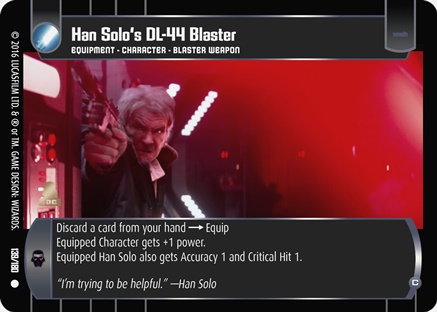 Han Solo's DL-44 Blaster
EQUIPMENT - CHARACTER - BLASTER WEAPON
© 2016 LUCASFILM LTD. & ® or TM. GAME DESIGN: WIZARDS.
Discard a card from your hand → Equip
Equipped Character gets +1 power.
Equipped Han Solo also gets Accuracy 1 and Critical Hit 1.
"I'm trying to be helpful." —Han Solo
C